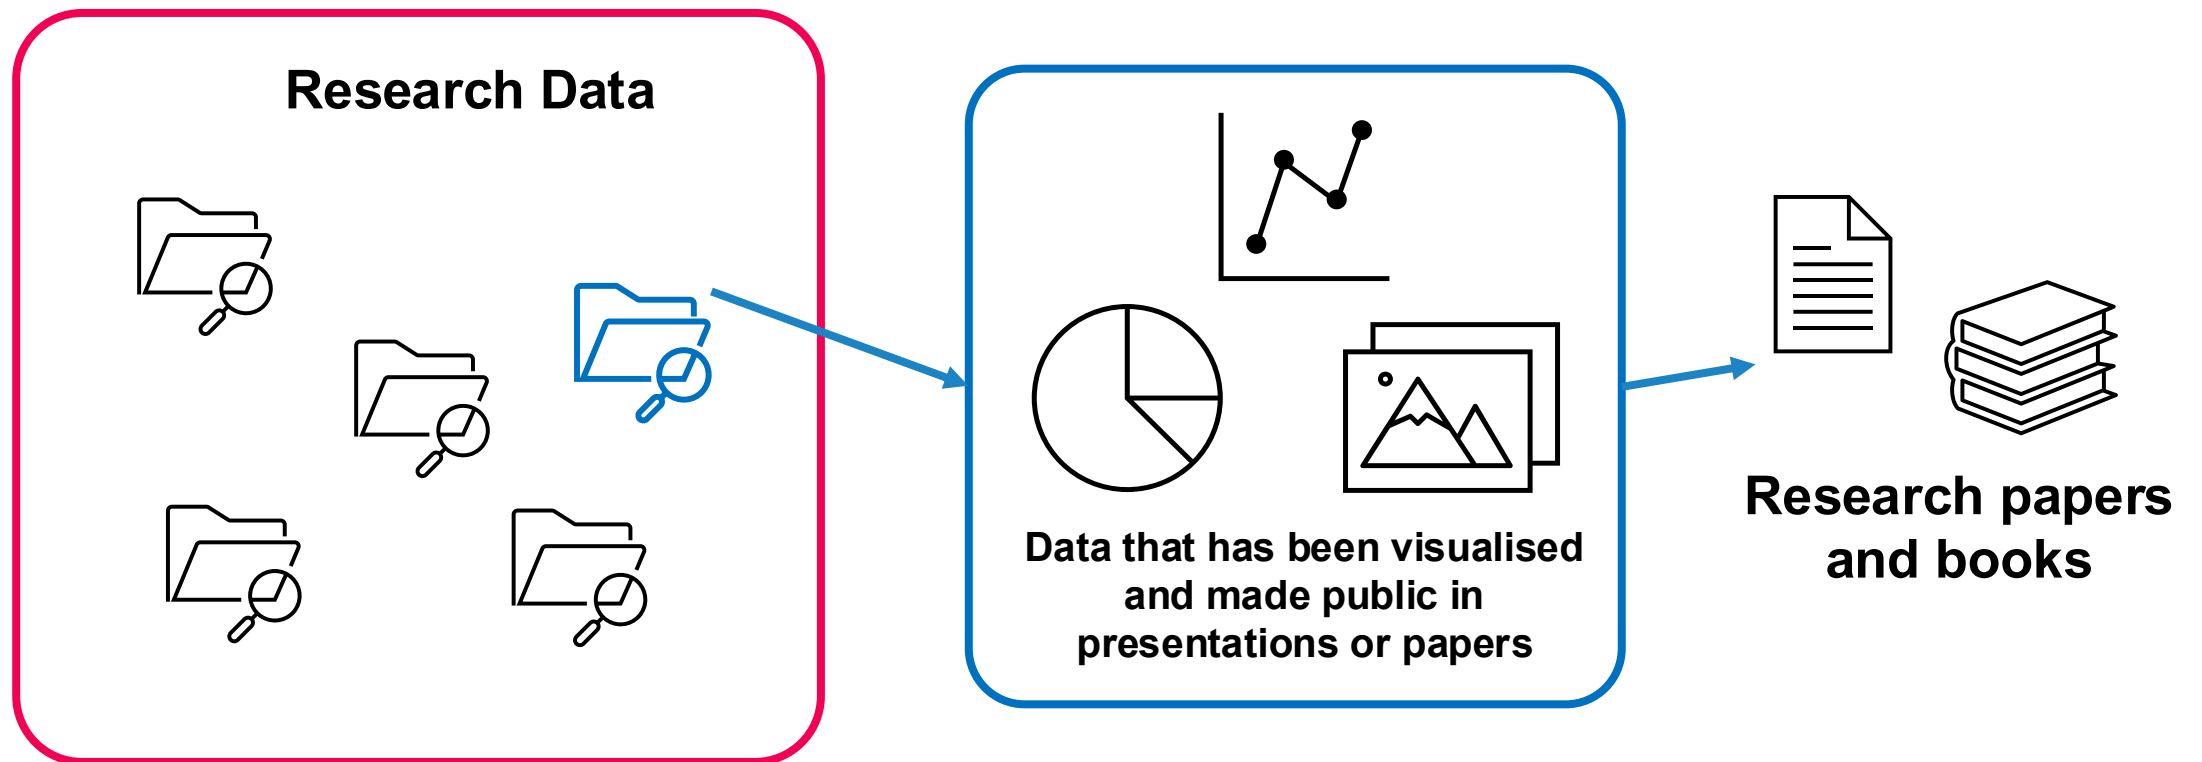 Research Data
Data that has been visualised
and made public in
presentations or papers
Research papers
and books